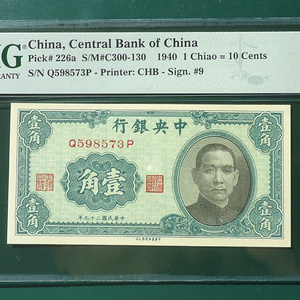 MG
WARRANTY
China, Central Bank of China
Pick# 226a S/M#C300-130 1940 1 Chiao = 10 Cents
S/N Q598573P - Printer: CHB - Sign. #9
壹角
行銀央中
壹角
Q598573P
角壹
年九十二國民華中
壹角
壹角